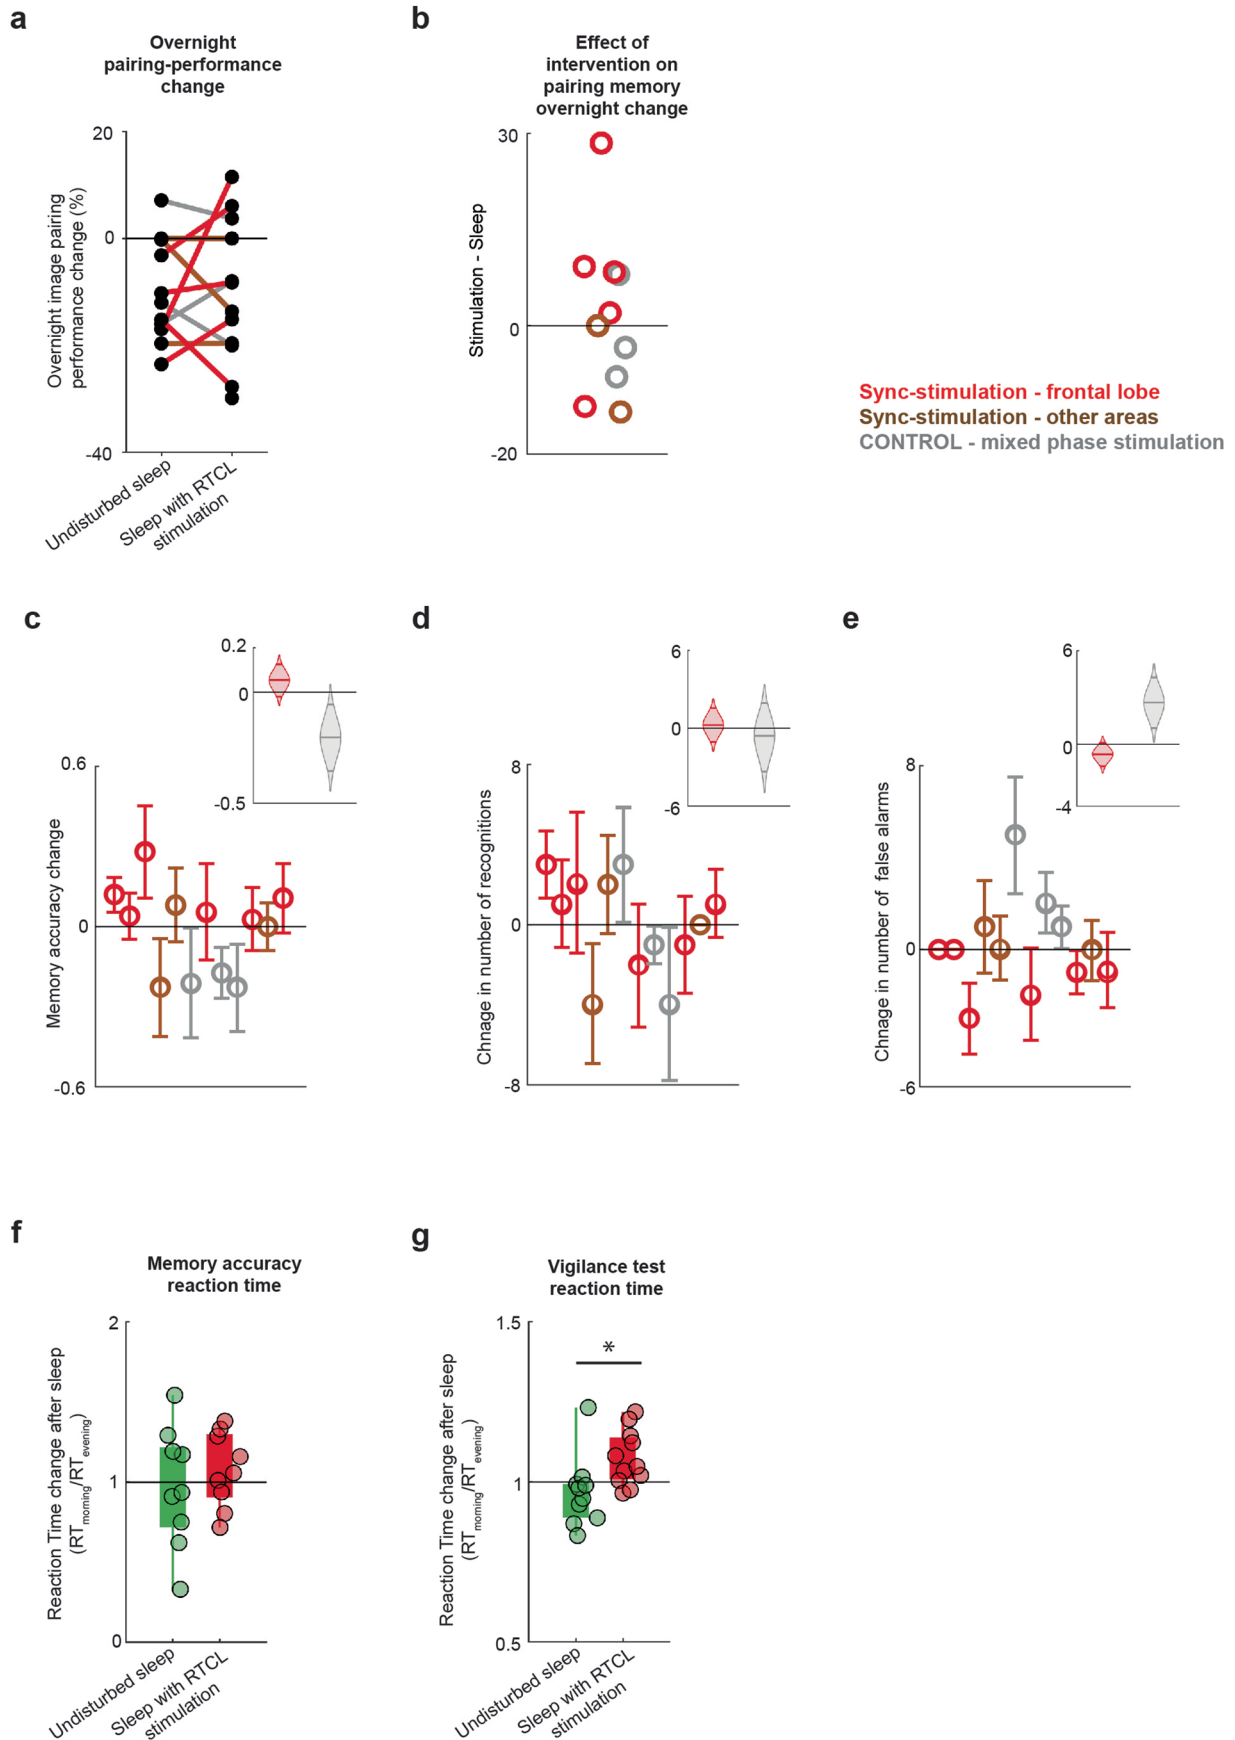 a
Overnight
pairing-performance
change
20
0
-40
Overnight image pairing
performance change (%)
Undisturbed sleep
Sleep with RTCL
stimulation
b
Effect of
intervention on
pairing memory
overnight change
30
0
-20
Stimulation - Sleep
Sync-stimulation - frontal lobe
Sync-stimulation - other areas
CONTROL - mixed phase stimulation
c
0.2
0
-0.5
0.6
0
-0.6
Memory accuracy change
d
6
0
-6
8
0
-8
Chnage in number of recognitions
e
6
0
-4
8
0
-6
Chnage in number of false alarms
f
Memory accuracy
reaction time
2
1
0
Reaction Time change after sleep
(RTmorning/RTevening)
Undisturbed sleep
Sleep with RTCL
stimulation
g
Vigilance test
reaction time
1.5
1
0.5
*
Reaction Time change after sleep
(RTmorning/RTevening)
Undisturbed sleep
Sleep with RTCL
stimulation